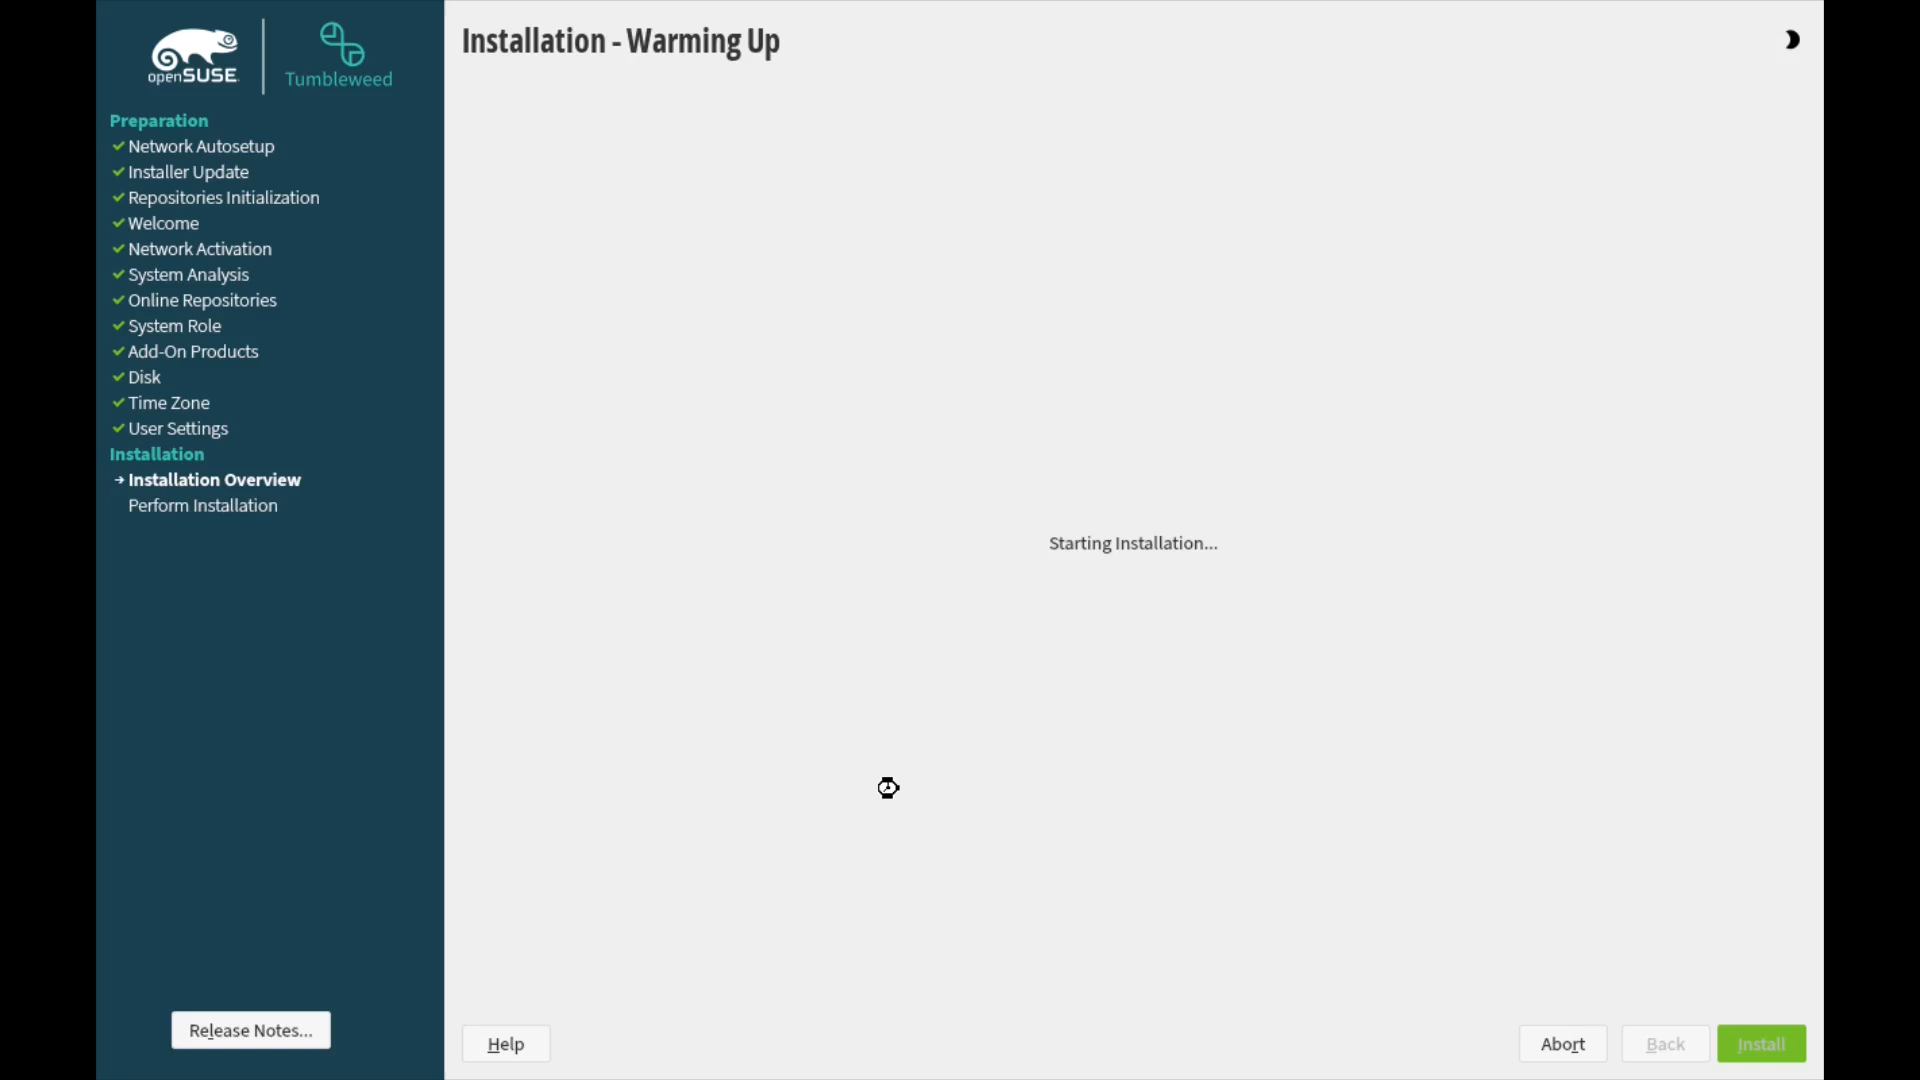 openSUSE
Tumbleweed
Installation - Warming Up
Preparation
Network Autosetup
Installer Update
Repositories Initialization
Welcome
Network Activation
System Analysis
Online Repositories
System Role
Add-On Products
Disk
Time Zone
User Settings
Installation
Installation Overview
Perform Installation
Starting Installation...
Release Notes...
Help
Abort
Back
Install